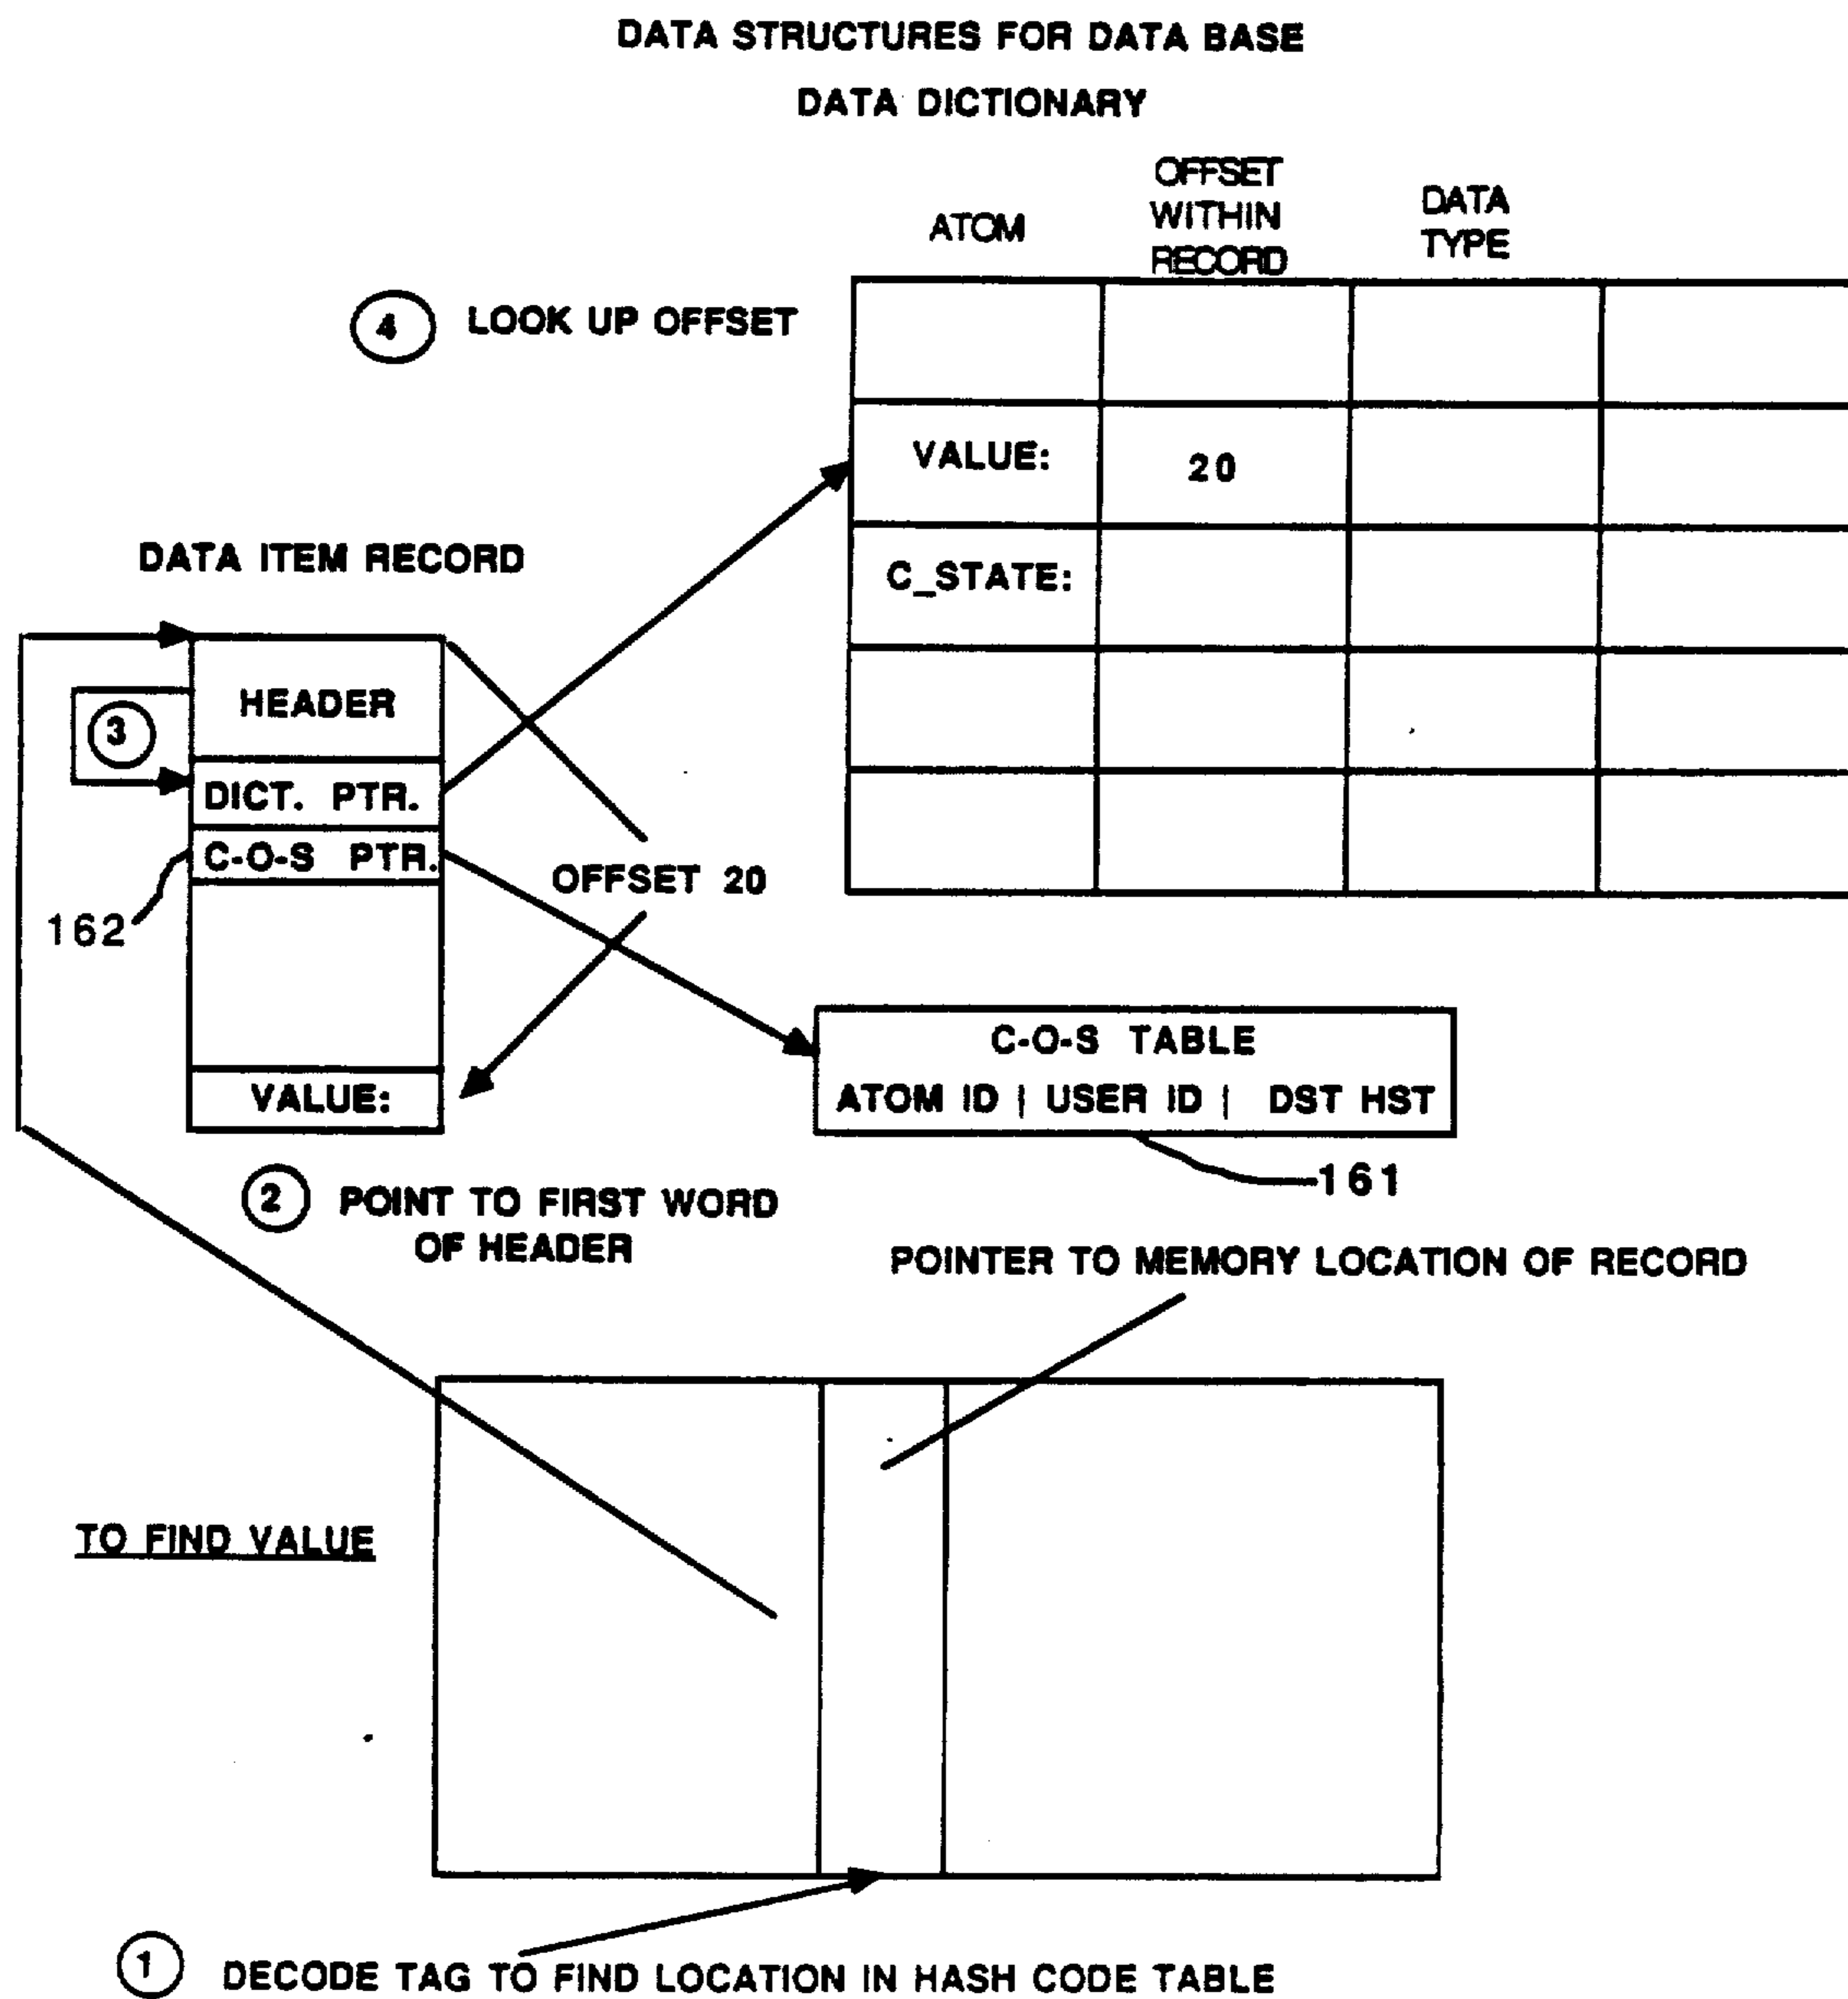 DATA STRUCTURES FOR DATA BASE
DATA DICTIONARY
ATOM
OFFSET
WITHIN
RECORD
DATA
TYPE
4 LOOK UP OFFSET
VALUE: 20
C_STATE:
DATA ITEM RECORD
HEADER
3
DICT. PTR.
C-O-S PTR.
162
OFFSET 20
VALUE:
C-O-S TABLE
ATOM ID | USER ID | DST HST
161
2 POINT TO FIRST WORD
OF HEADER
POINTER TO MEMORY LOCATION OF RECORD
TO FIND VALUE
1 DECODE TAG TO FIND LOCATION IN HASH CODE TABLE